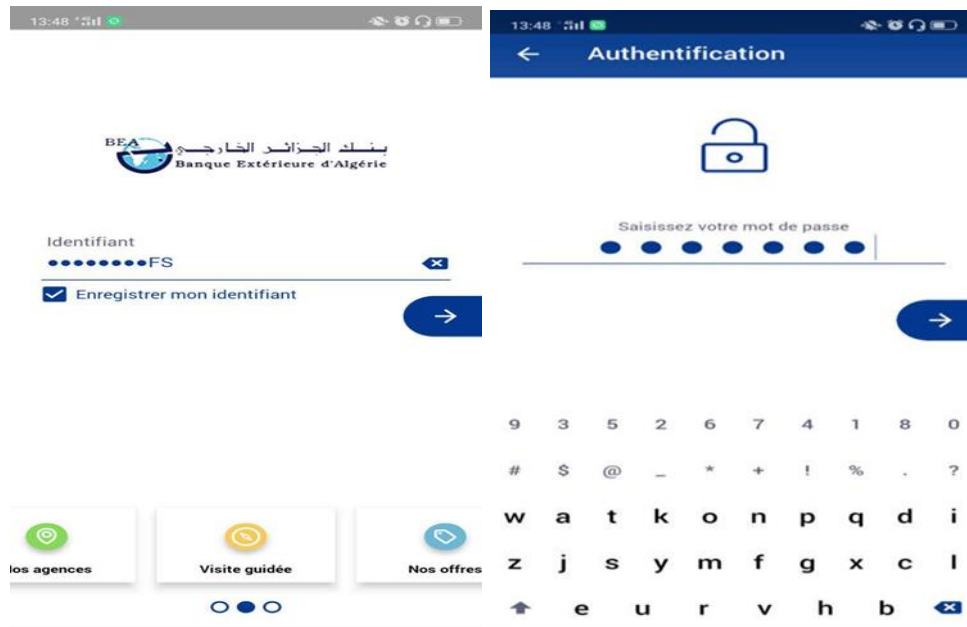 13:48
BEA
بنك الجزائر الخارجي
Banque Extérieure d'Algérie
Identifiant
●●●●●●●●FS
Enregistrer mon identifiant
los agences
Visite guidée
Nos offres
13:48
Authentification
Saisissez votre mot de passe
9 3 5 2 6 7 4 1 8 0
# $ @ _ * + ! % . ?
w a t k o n p q d i
z j s y m f g x c l
e u r v h b